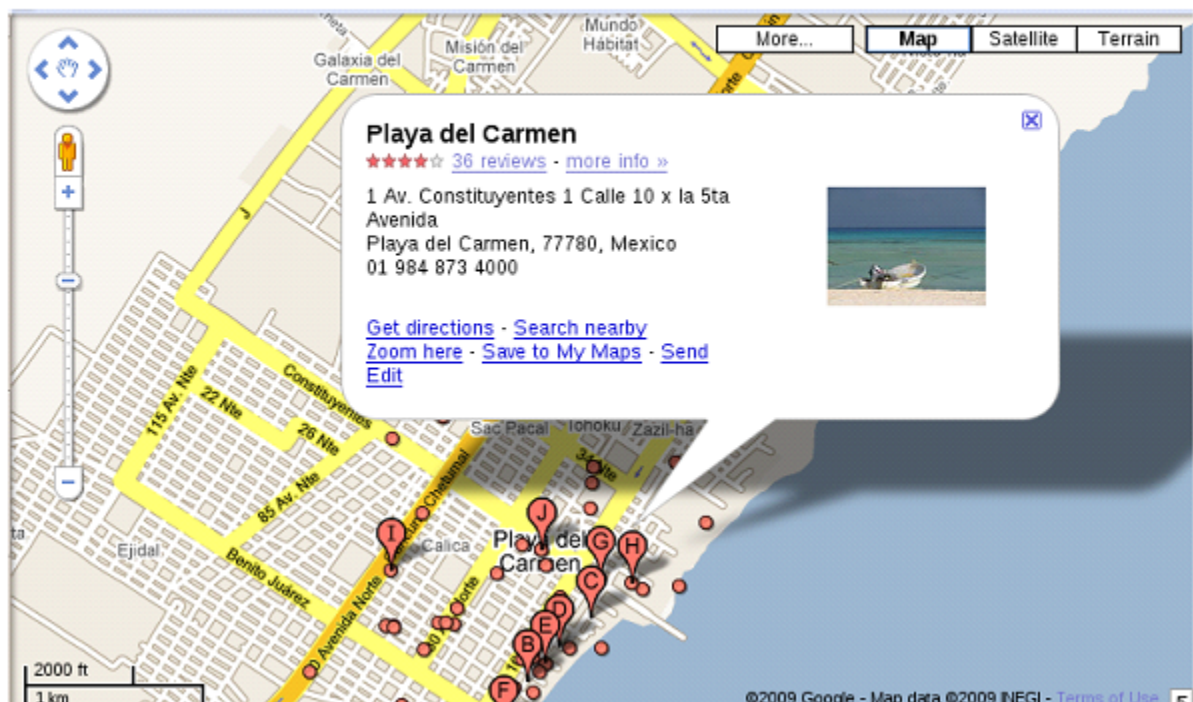 Mundo
Hábitat
More...
Map
Satellite
Terrain
Misión del
Carmen
Galaxia del
Carmen
Playa del Carmen
36 reviews - more info »
1 Av. Constituyentes 1 Calle 10 x la 5ta
Avenida
Playa del Carmen, 77780, Mexico
01 984 873 4000
Get directions - Search nearby
Zoom here - Save to My Maps - Send
Edit
115 Av. Nte
Constituyentes
22 Nte
26 Nte
85 Av. Nte
Sac Pacal
Tohoku
Zazil-ha
Chetumal
Ejidal
Calica
Playa del
Carmen
I
J
G
H
C
D
E
B
F
Benito Juárez
Avenida Norte
2000 ft
1 km
©2009 Google - Map data ©2009 INEGI - Terms of Use